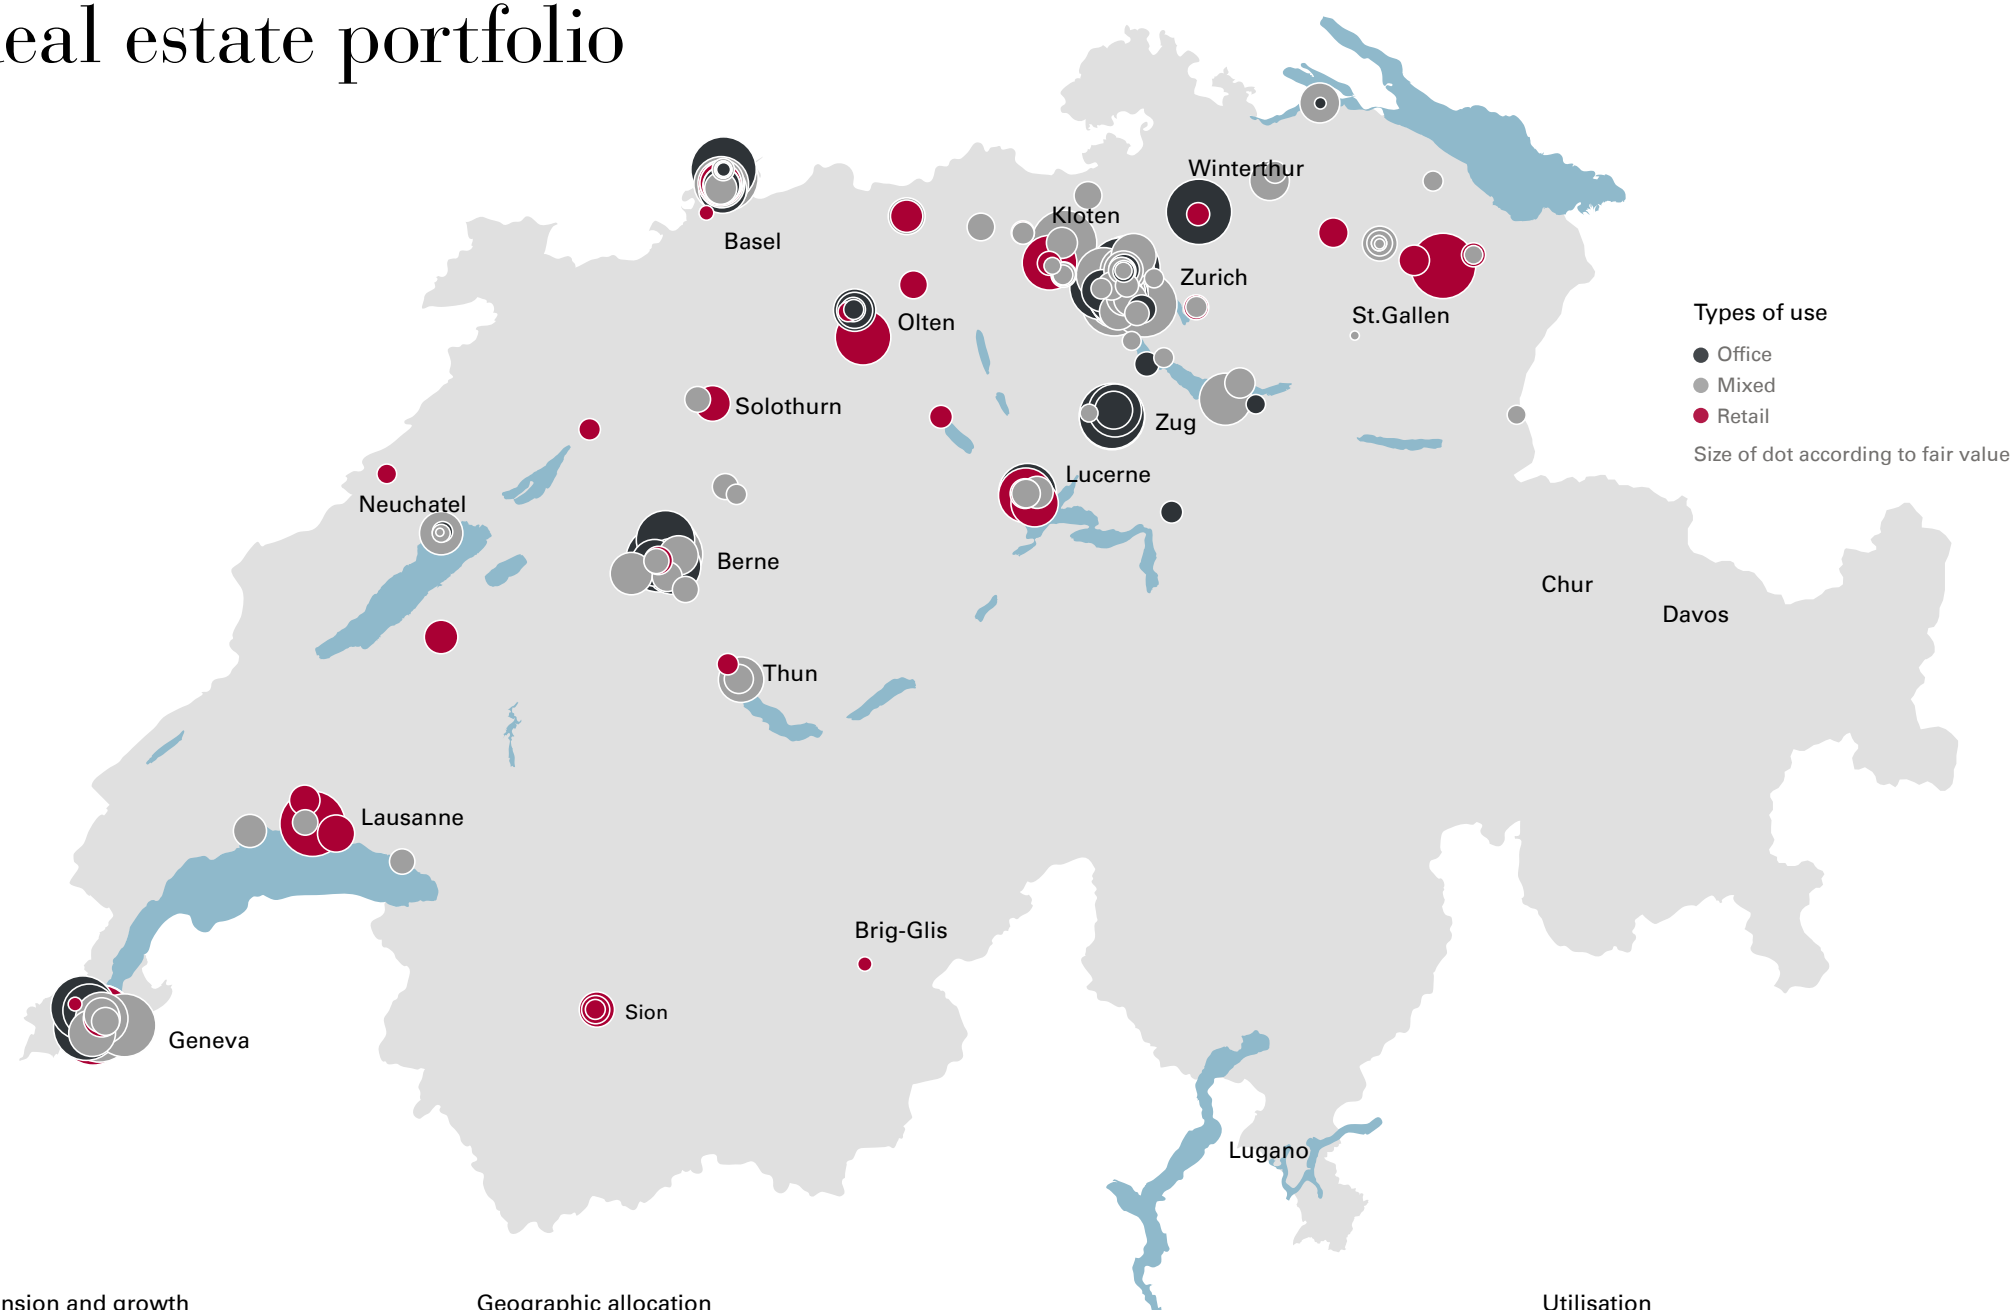 eal estate portfolio
Winterthur
Kloten
Basel
Zurich
Types of use
St.Gallen
Olten
Office
Mixed
Solothurn
Retail
Zug
Size of dot according to fair value
Lucerne
Neuchatel
Berne
Chur
Davos
Thun
Lausanne
Brig-Glis
Sion
Geneva
Lugano
nsion and growth
Geographic allocation
Utilisation